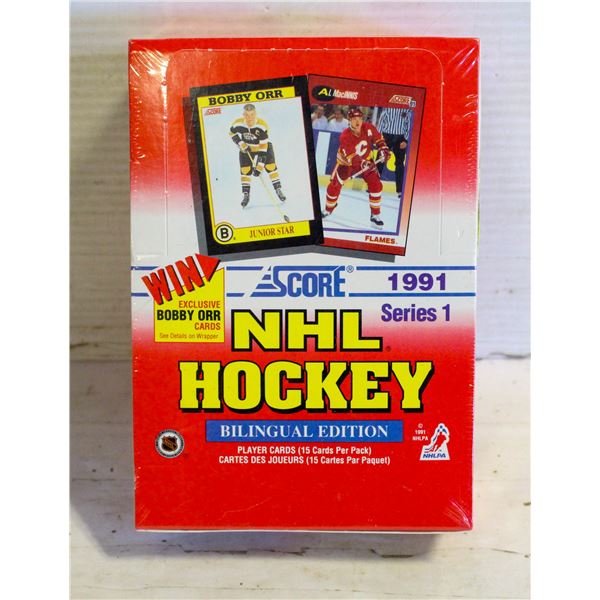 BOBBY ORR
SCORE
B
JUNIOR STAR
AL MacINNIS
SCORE
FLAMES
WIN
EXCLUSIVE
BOBBY ORR
CARDS
See Details on Wrapper
SCORE®
1991
Series 1
NHL
HOCKEY
BILINGUAL EDITION
PLAYER CARDS (15 Cards Per Pack)
CARTES DES JOUEURS (15 Cartes Par Paquet)
©
1991
NHLPA
NHLPA